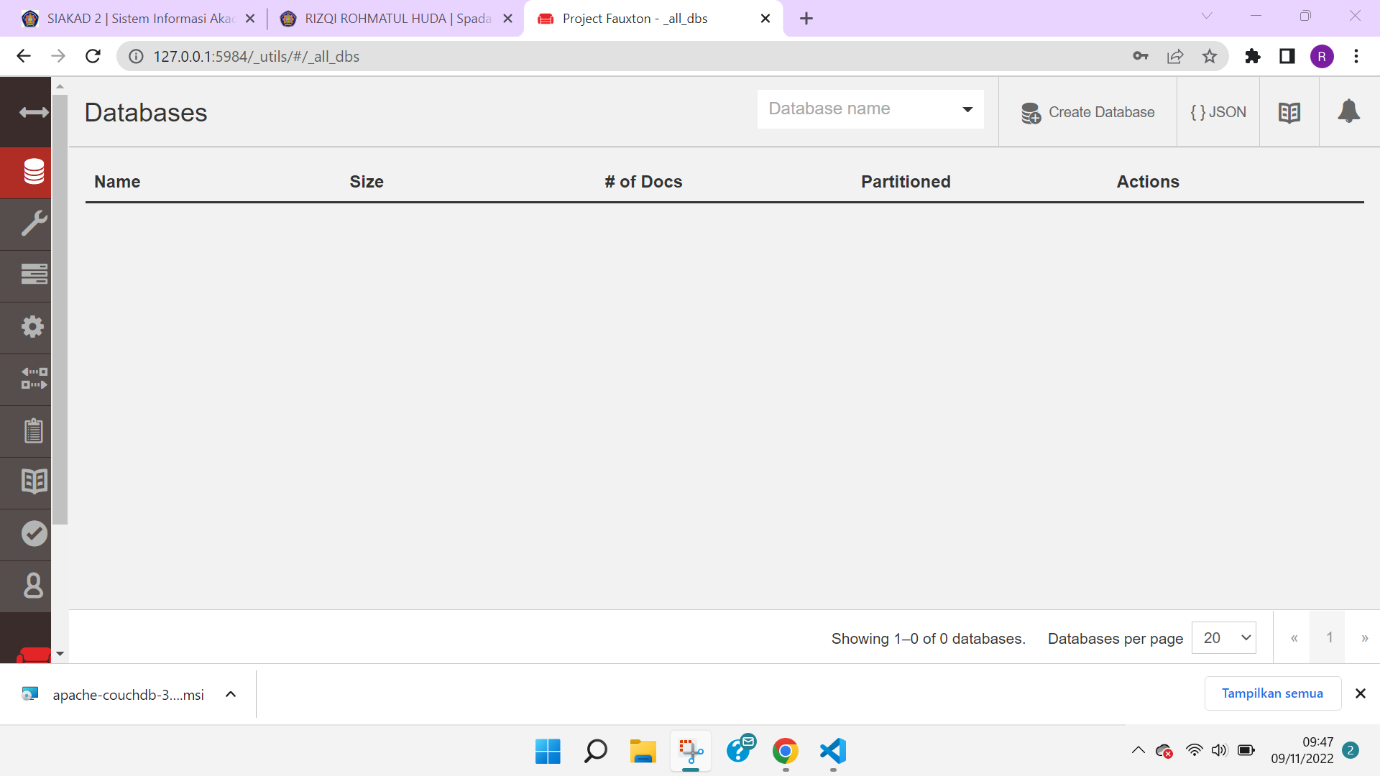 SIAKAD 2 | Sistem Informasi Akad
RIZQI ROHMATUL HUDA | Spada
Project Fauxton - _all_dbs
127.0.0.1:5984/_utils/#/_all_dbs
R
Databases
Database name
Create Database
{ } JSON
Name Size # of Docs Partitioned Actions
Showing 1–0 of 0 databases.
Databases per page 20
« 1 »
apache-couchdb-3....msi
Tampilkan semua
09:47
09/11/2022
2